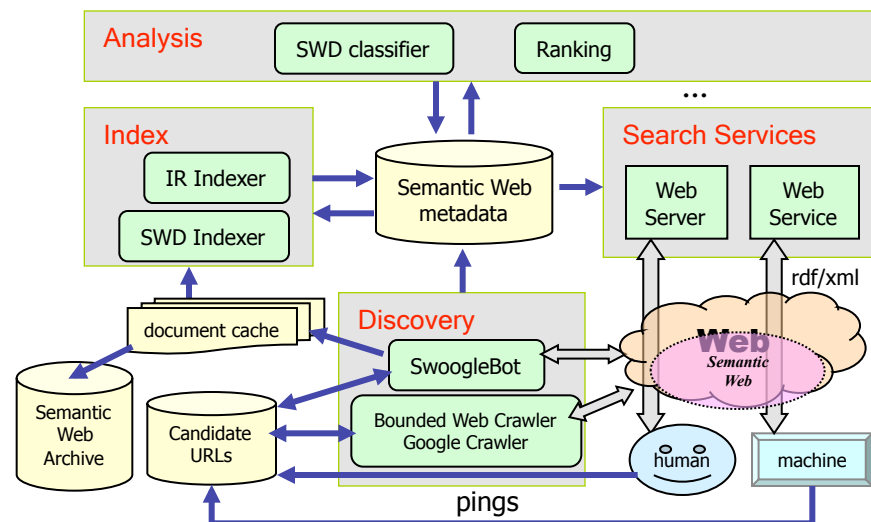 Analysis
SWD classifier
Ranking
...
Index
IR Indexer
SWD Indexer
Semantic Web
metadata
Search Services
Web
Server
Web
Service
rdf/xml
document cache
Discovery
SwoogleBot
Bounded Web Crawler
Google Crawler
Web
Semantic
Web
Semantic
Web
Archive
Candidate
URLs
human
machine
pings